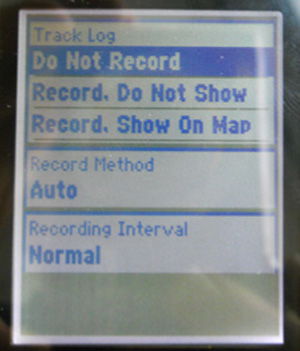 Track Log
Do Not Record
Record, Do Not Show
Record, Show On Map
Record Method
Auto
Recording Interval
Normal